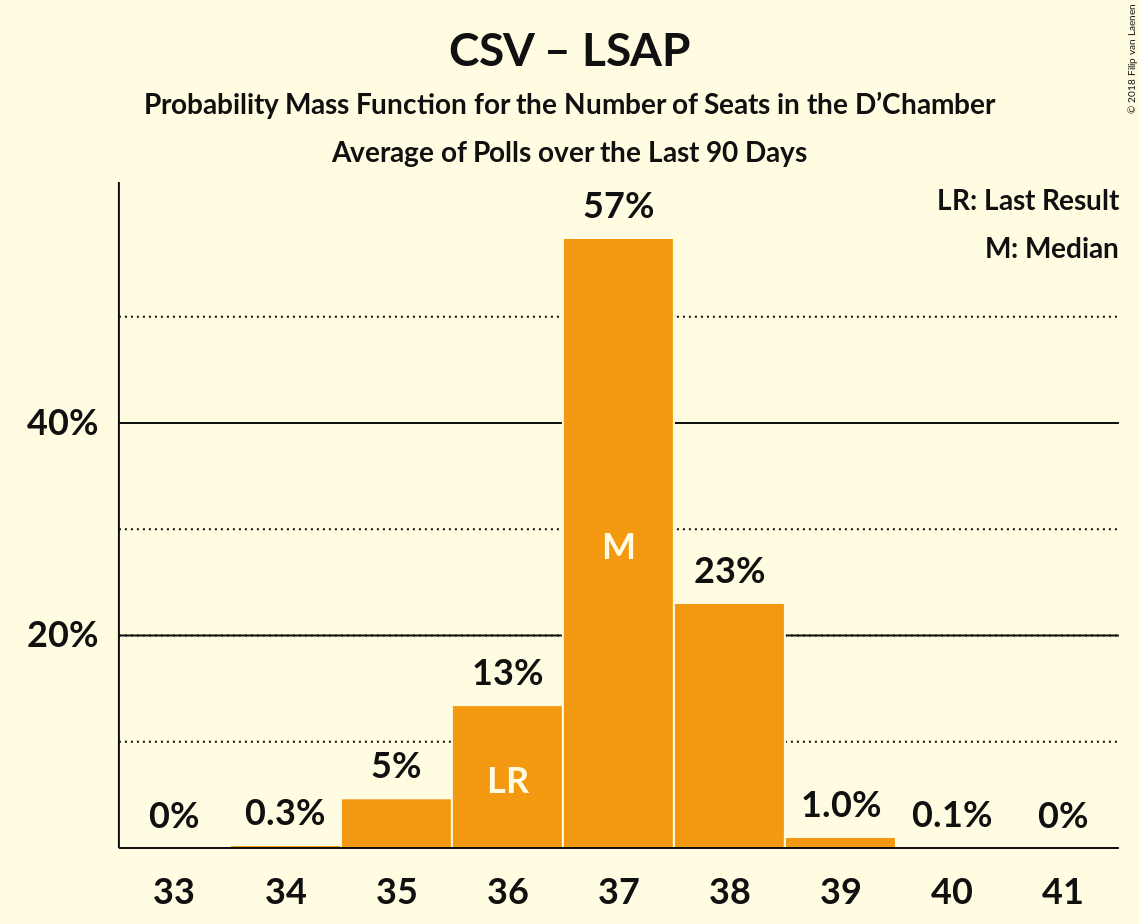 CSV – LSAP
Probability Mass Function for the Number of Seats in the D’Chamber
Average of Polls over the Last 90 Days
© 2018 Filip van Laenen
LR: Last Result
M: Median
57%
40%
M
23%
20%
13%
5%
LR
0%
0.3%
1.0%
0.1%
0%
33 34 35 36 37 38 39 40 41